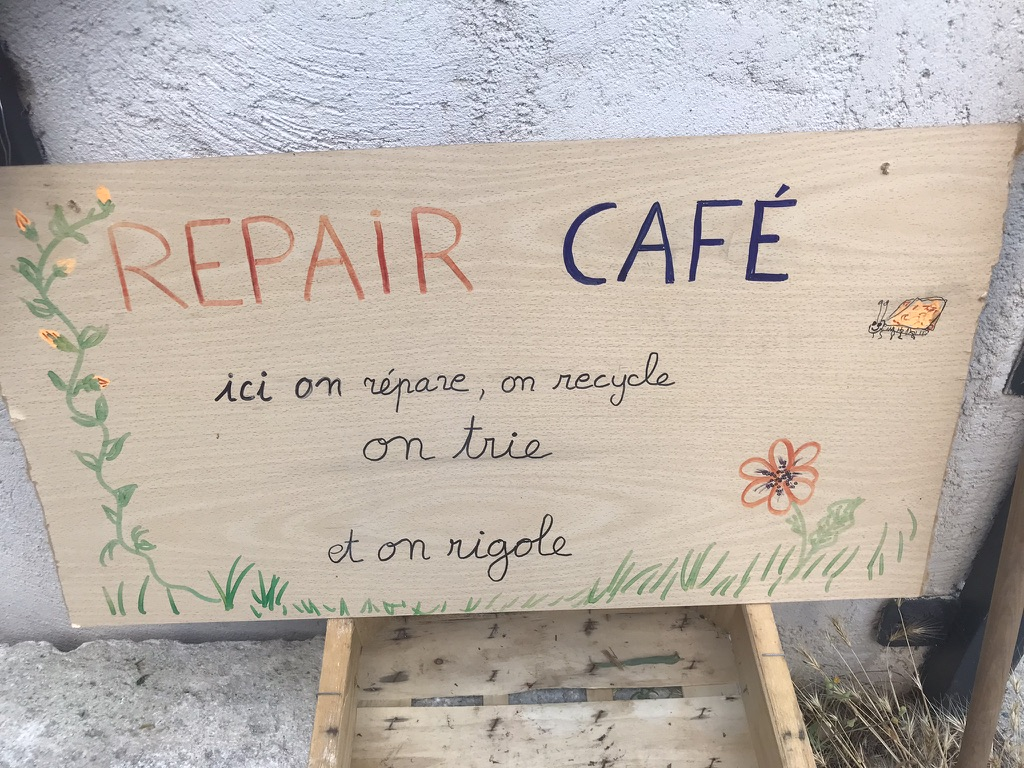 REPAIR CAFÉ
ici on répare, on recycle
on trie
et on rigole